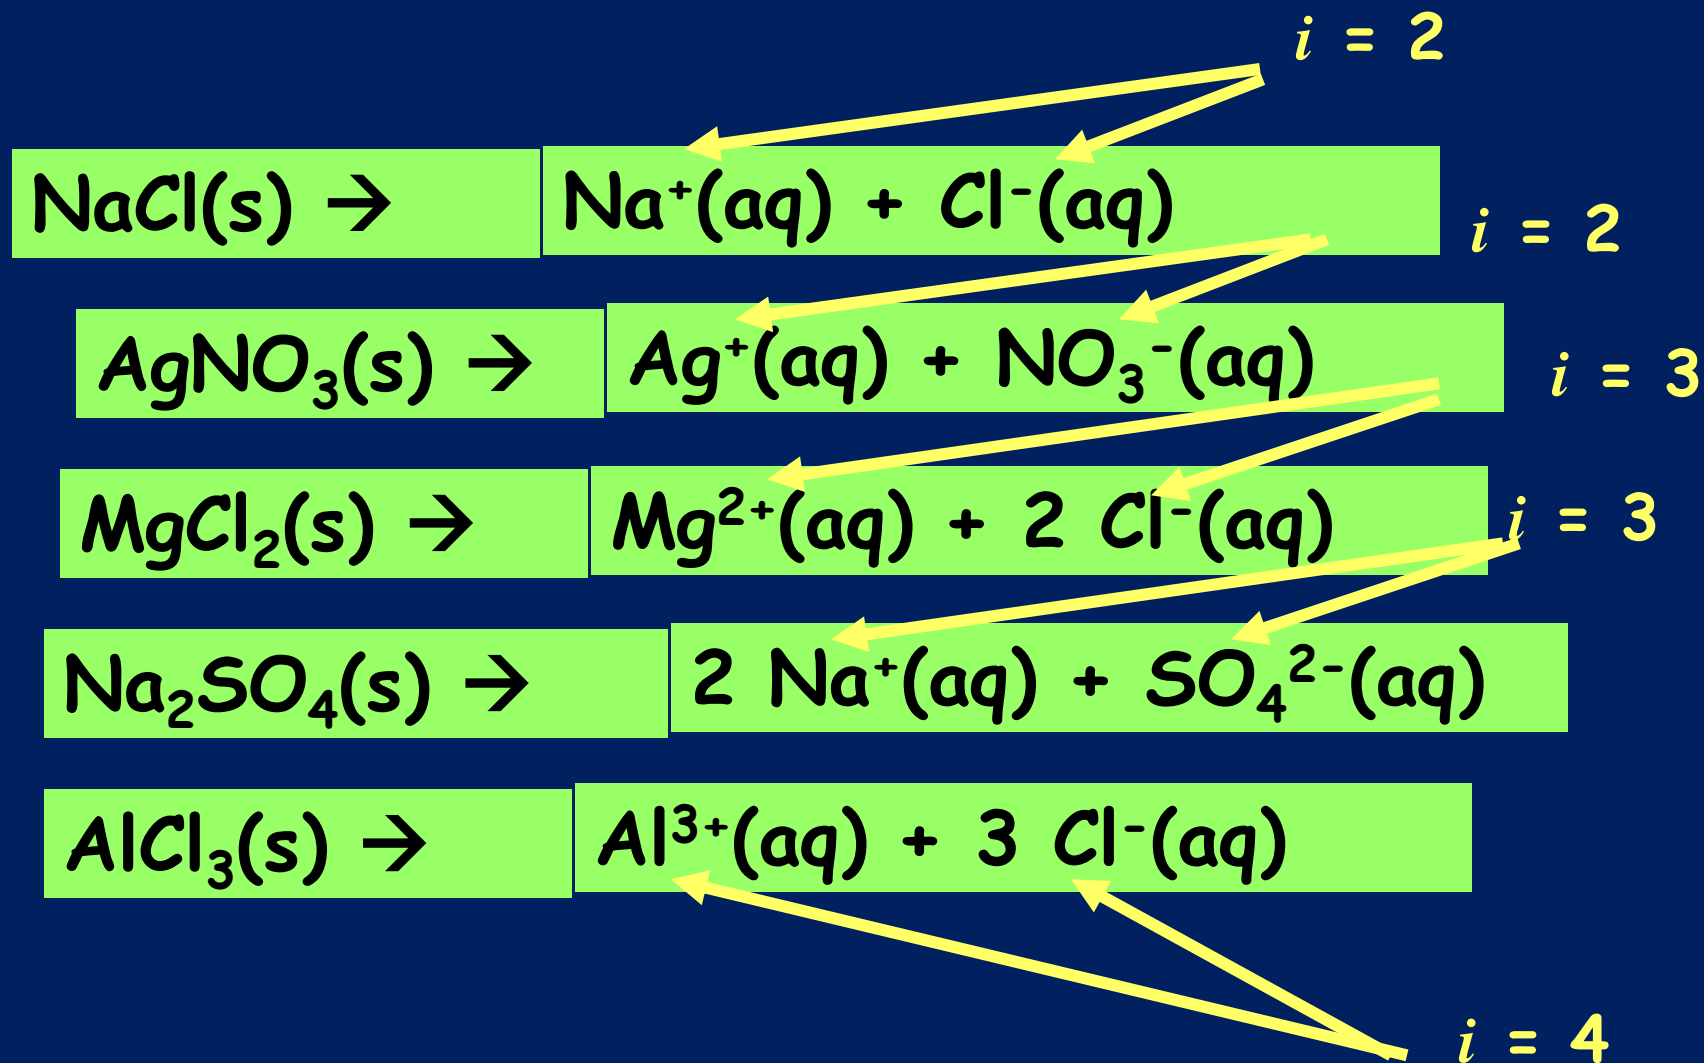 i = 2
NaCl(s) → Na⁺(aq) + Cl⁻(aq)
i = 2
AgNO₃(s) → Ag⁺(aq) + NO₃⁻(aq)
i = 3
MgCl₂(s) → Mg²⁺(aq) + 2 Cl⁻(aq)
i = 3
Na₂SO₄(s) → 2 Na⁺(aq) + SO₄²⁻(aq)
AlCl₃(s) → Al³⁺(aq) + 3 Cl⁻(aq)
i = 4